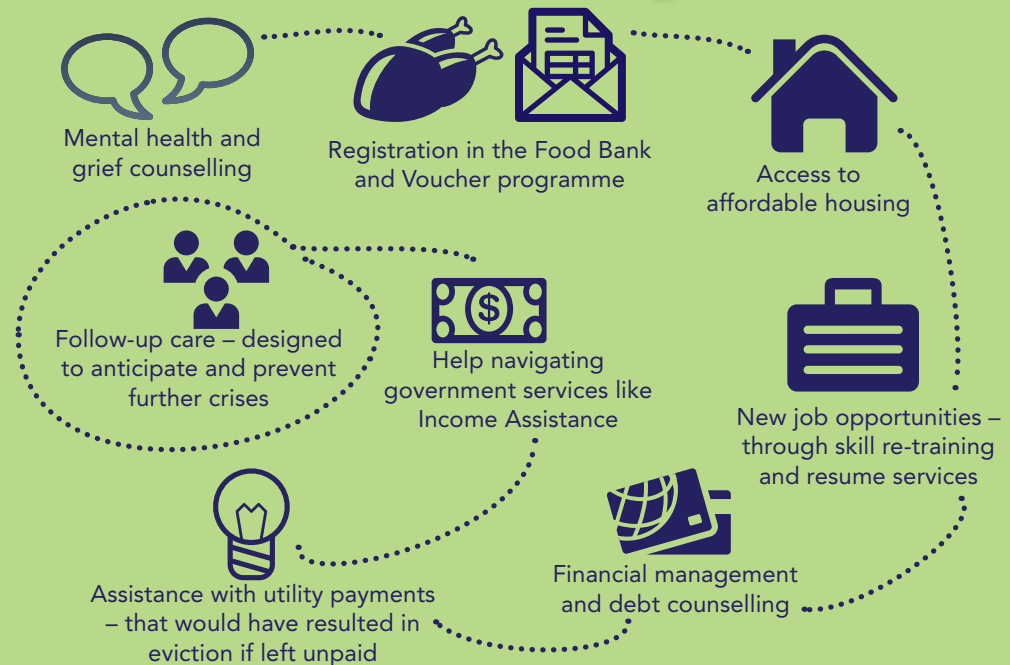 Mental health and
grief counselling
Registration in the Food Bank
and Voucher programme
Access to
affordable housing
New job opportunities –
through skill re-training
and resume services
Financial management
and debt counselling
Assistance with utility payments
– that would have resulted in
eviction if left unpaid
$
Help navigating
government services like
Income Assistance
Follow-up care – designed
to anticipate and prevent
further crises